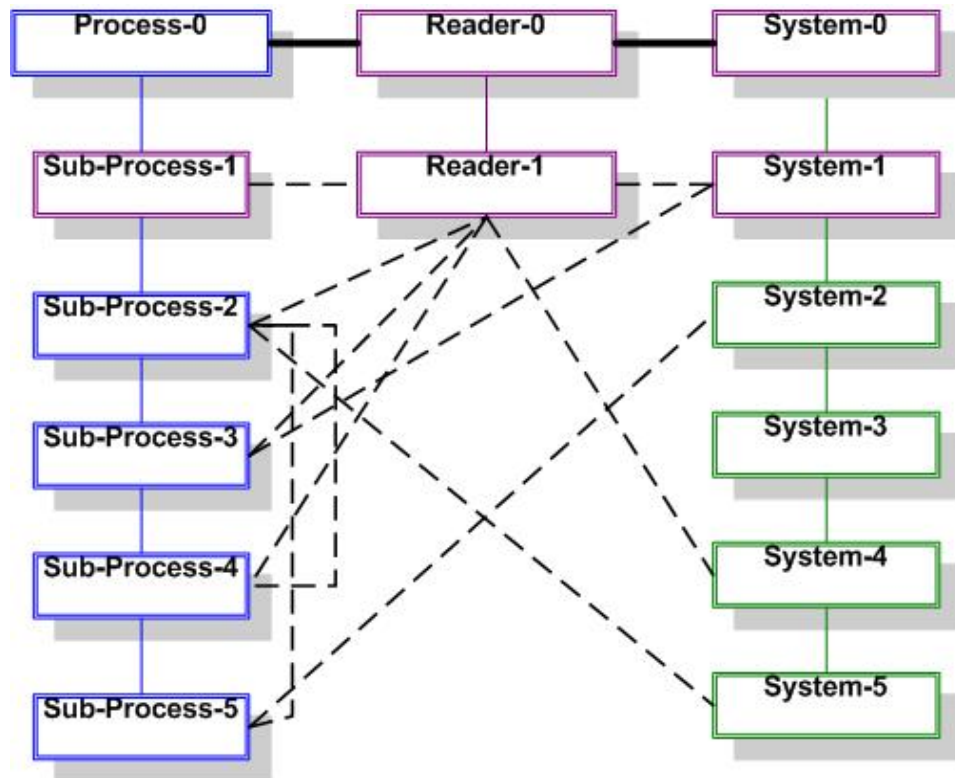 Process-0
Reader-0
System-0
Sub-Process-1
Reader-1
System-1
Sub-Process-2
System-2
Sub-Process-3
System-3
Sub-Process-4
System-4
Sub-Process-5
System-5